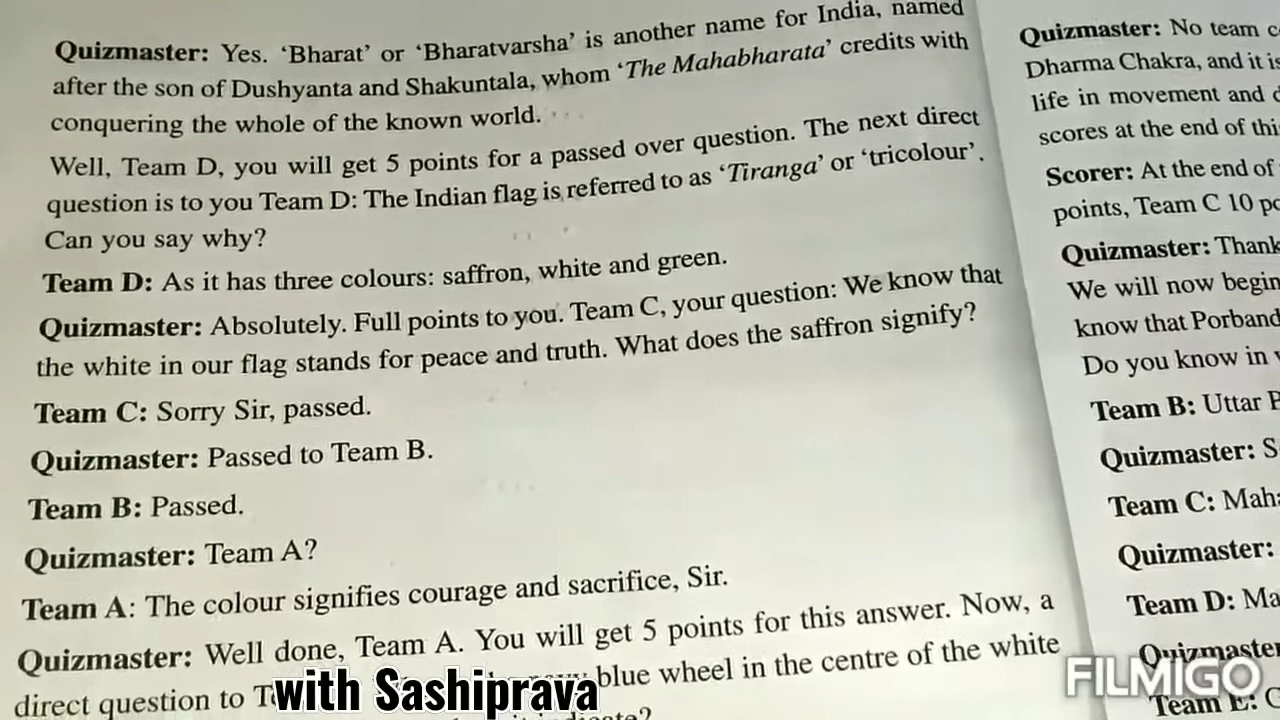 Quizmaster: Yes. ‘Bharat’ or ‘Bharatvarsha’ is another name for India, named
after the son of Dushyanta and Shakuntala, whom ‘The Mahabharata’ credits with
conquering the whole of the known world.
Well, Team D, you will get 5 points for a passed over question. The next direct
question is to you Team D: The Indian flag is referred to as ‘Tiranga’ or ‘tricolour’.
Can you say why?
Team D: As it has three colours: saffron, white and green.
Quizmaster: Absolutely. Full points to you. Team C, your question: We know that
the white in our flag stands for peace and truth. What does the saffron signify?
Team C: Sorry Sir, passed.
Quizmaster: Passed to Team B.
Team B: Passed.
Quizmaster: Team A?
Team A: The colour signifies courage and sacrifice, Sir.
Quizmaster: Well done, Team A. You will get 5 points for this answer. Now, a
direct question to blue wheel in the centre of the white
with Sashiprava
Quizmaster: No team
Dharma Chakra, and it is
life in movement and
scores at the end of
Scorer: At the end of
points, Team C 10
Quizmaster:
We will now begin
know that
Do you know in
Team B: Uttar
Quizmaster:
Team C:
Quizmaster:
Team D:
Quizmaster
Team E:
FILMIGO